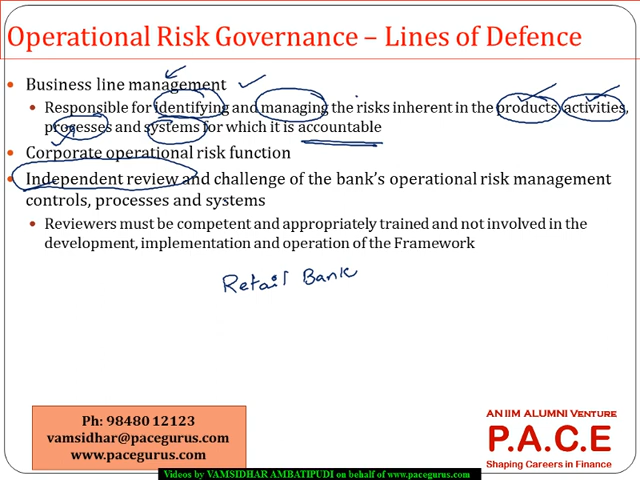 Operational Risk Governance – Lines of Defence
• Business line management
• Responsible for identifying and managing the risks inherent in the products, activities,
processes and systems for which it is accountable
• Corporate operational risk function
• Independent review and challenge of the bank's operational risk management
controls, processes and systems
• Reviewers must be competent and appropriately trained and not involved in the
development, implementation and operation of the Framework
Retail Bank
Ph: 98480 12123
vamsidhar@pacegurus.com
www.pacegurus.com
AN IIM ALUMNI VENTURE
P.A.C.E
Shaping Careers in Finance
Videos by VAMSIDHAR AMBATIPUDI on behalf of www.pacegurus.com